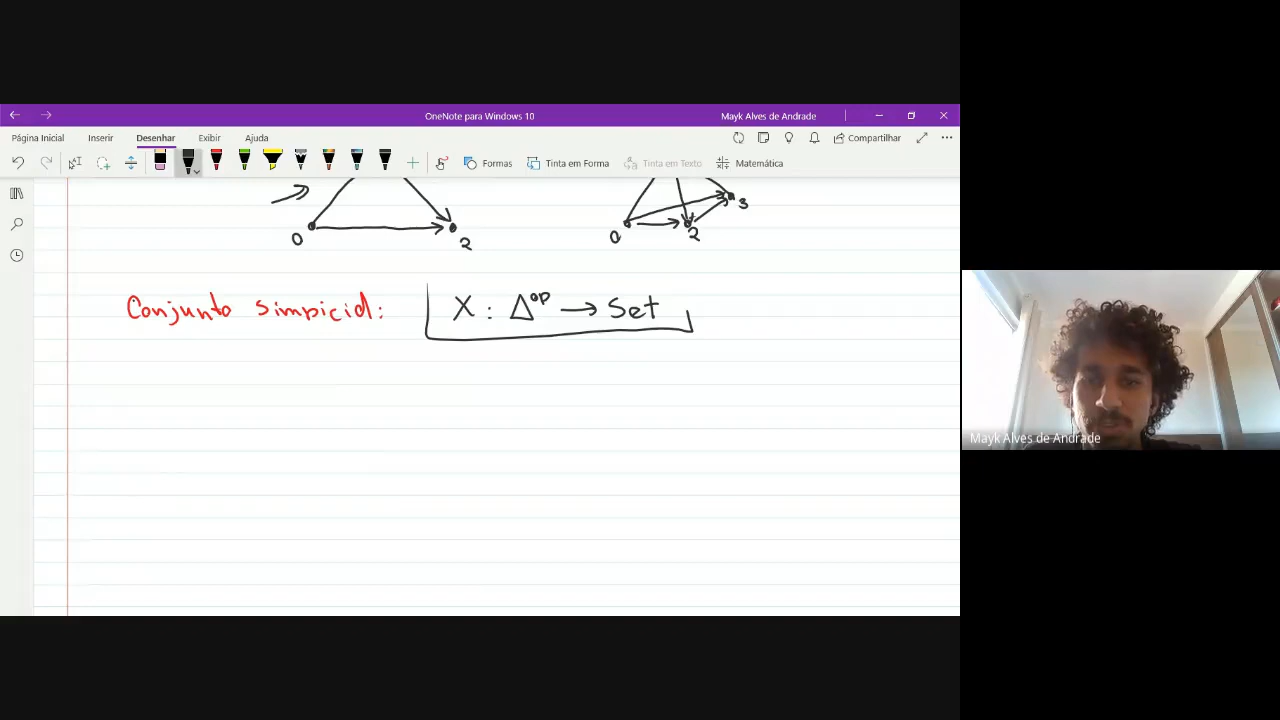 OneNote para Windows 10
Mayk Alves de Andrade
Página Inicial Inserir Desenhar Exibir Ajuda
Compartilhar
Formas Tinta em Forma Tinta em Texto Matemática
0 2
0 2 3
Conjunto simpicid: X : Δ^op → Set
Mayk Alves de Andrade